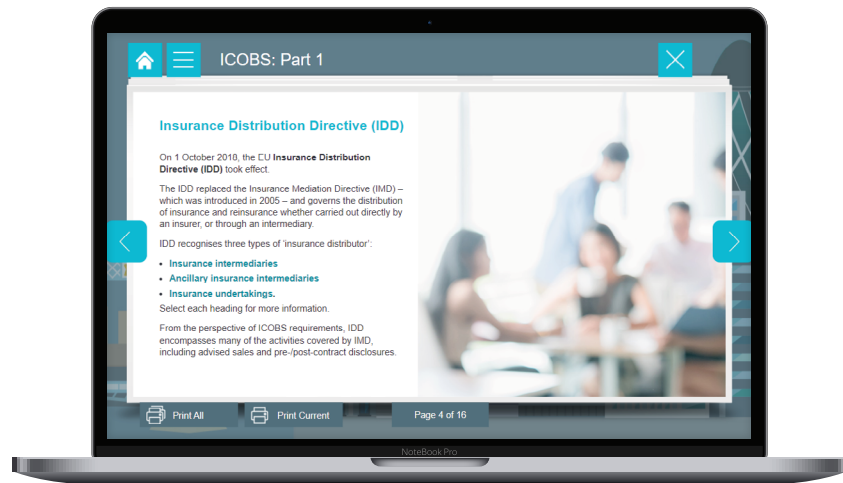 ICOBS: Part 1
Insurance Distribution Directive (IDD)
On 1 October 2018, the EU Insurance Distribution
Directive (IDD) took effect.
The IDD replaced the Insurance Mediation Directive (IMD) –
which was introduced in 2005 – and governs the distribution
of insurance and reinsurance whether carried out directly by
an insurer, or through an intermediary.
IDD recognises three types of 'insurance distributor':
• Insurance intermediaries
• Ancillary insurance intermediaries
• Insurance undertakings.
Select each heading for more information.
From the perspective of ICOBS requirements, IDD
encompasses many of the activities covered by IMD,
including advised sales and pre-/post-contract disclosures.
Print All
Print Current
Page 4 of 16
NoteBook Pro